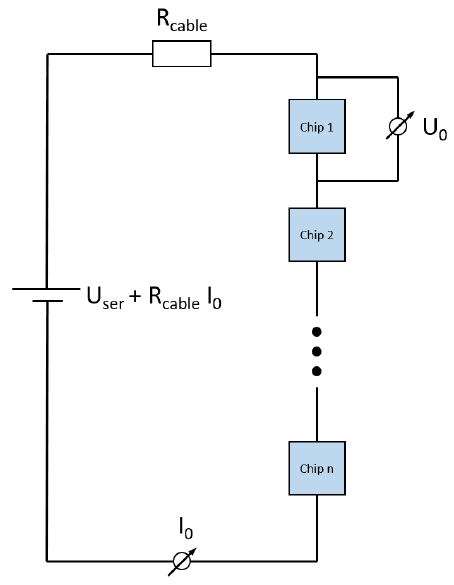 R_cable
Chip 1
U_0
Chip 2
U_ser + R_cable I_0
Chip n
I_0